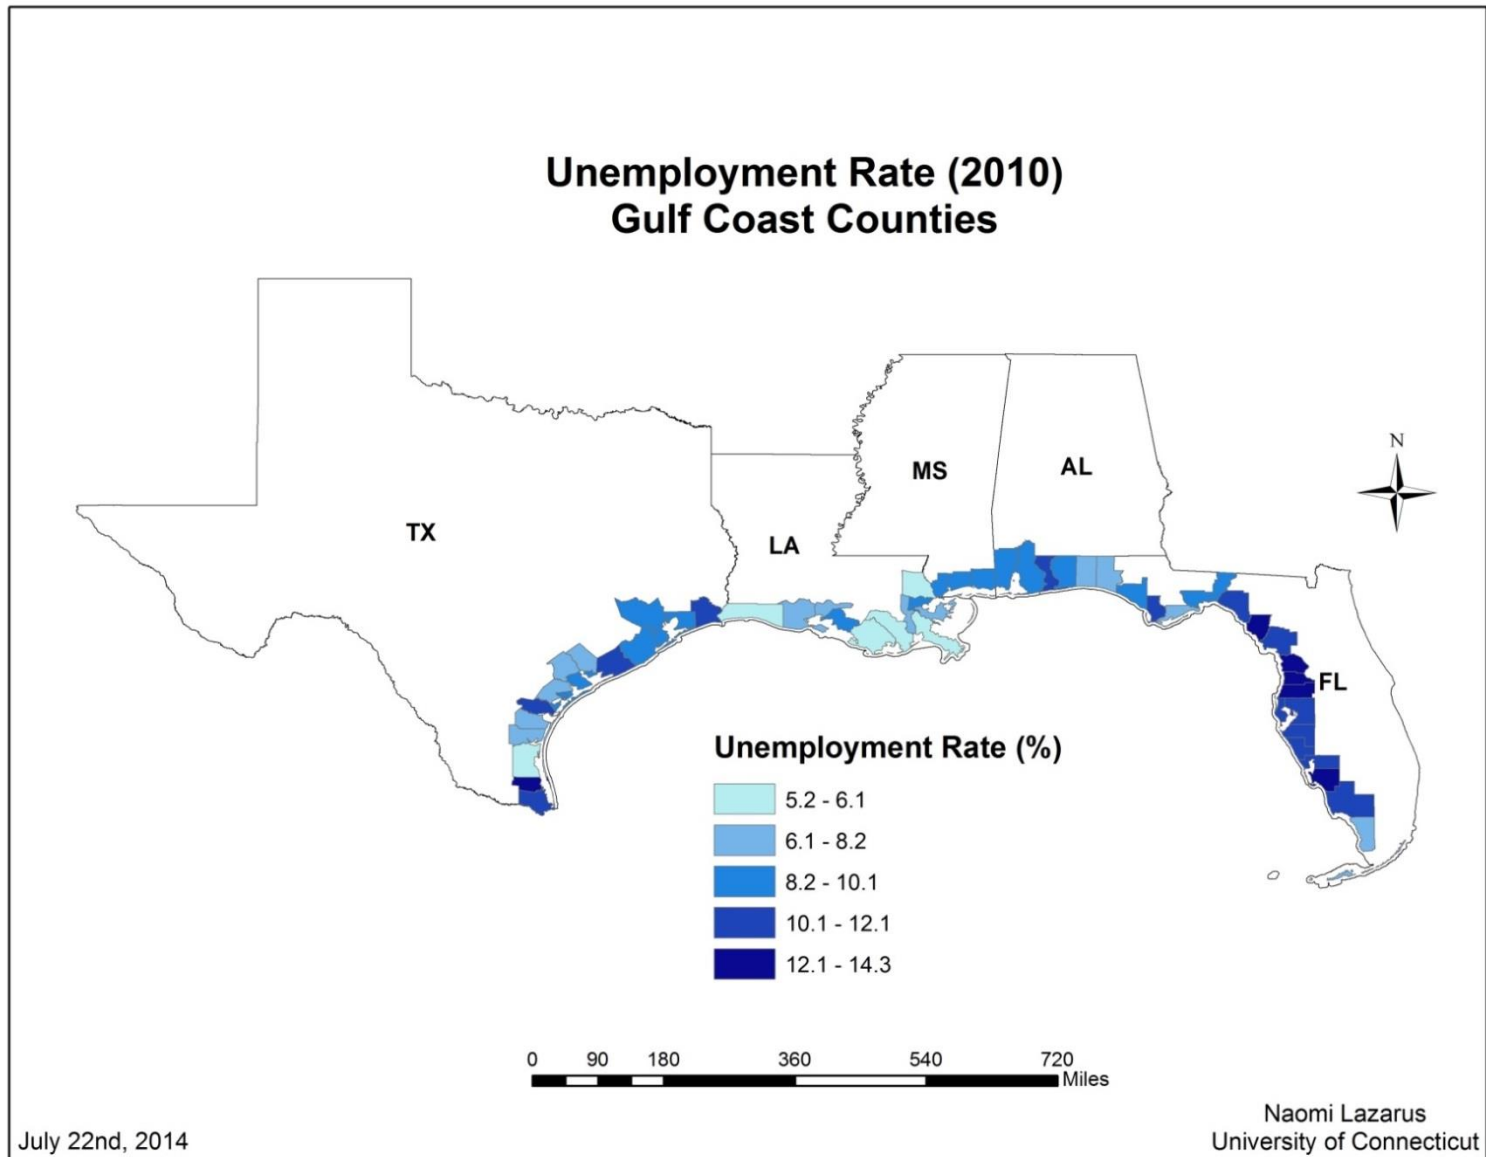 Unemployment Rate (2010)
Gulf Coast Counties
N
MS
AL
TX
LA
FL
Unemployment Rate (%)
5.2 - 6.1
6.1 - 8.2
8.2 - 10.1
10.1 - 12.1
12.1 - 14.3
0 90 180 360 540 720
Miles
July 22nd, 2014
Naomi Lazarus
University of Connecticut